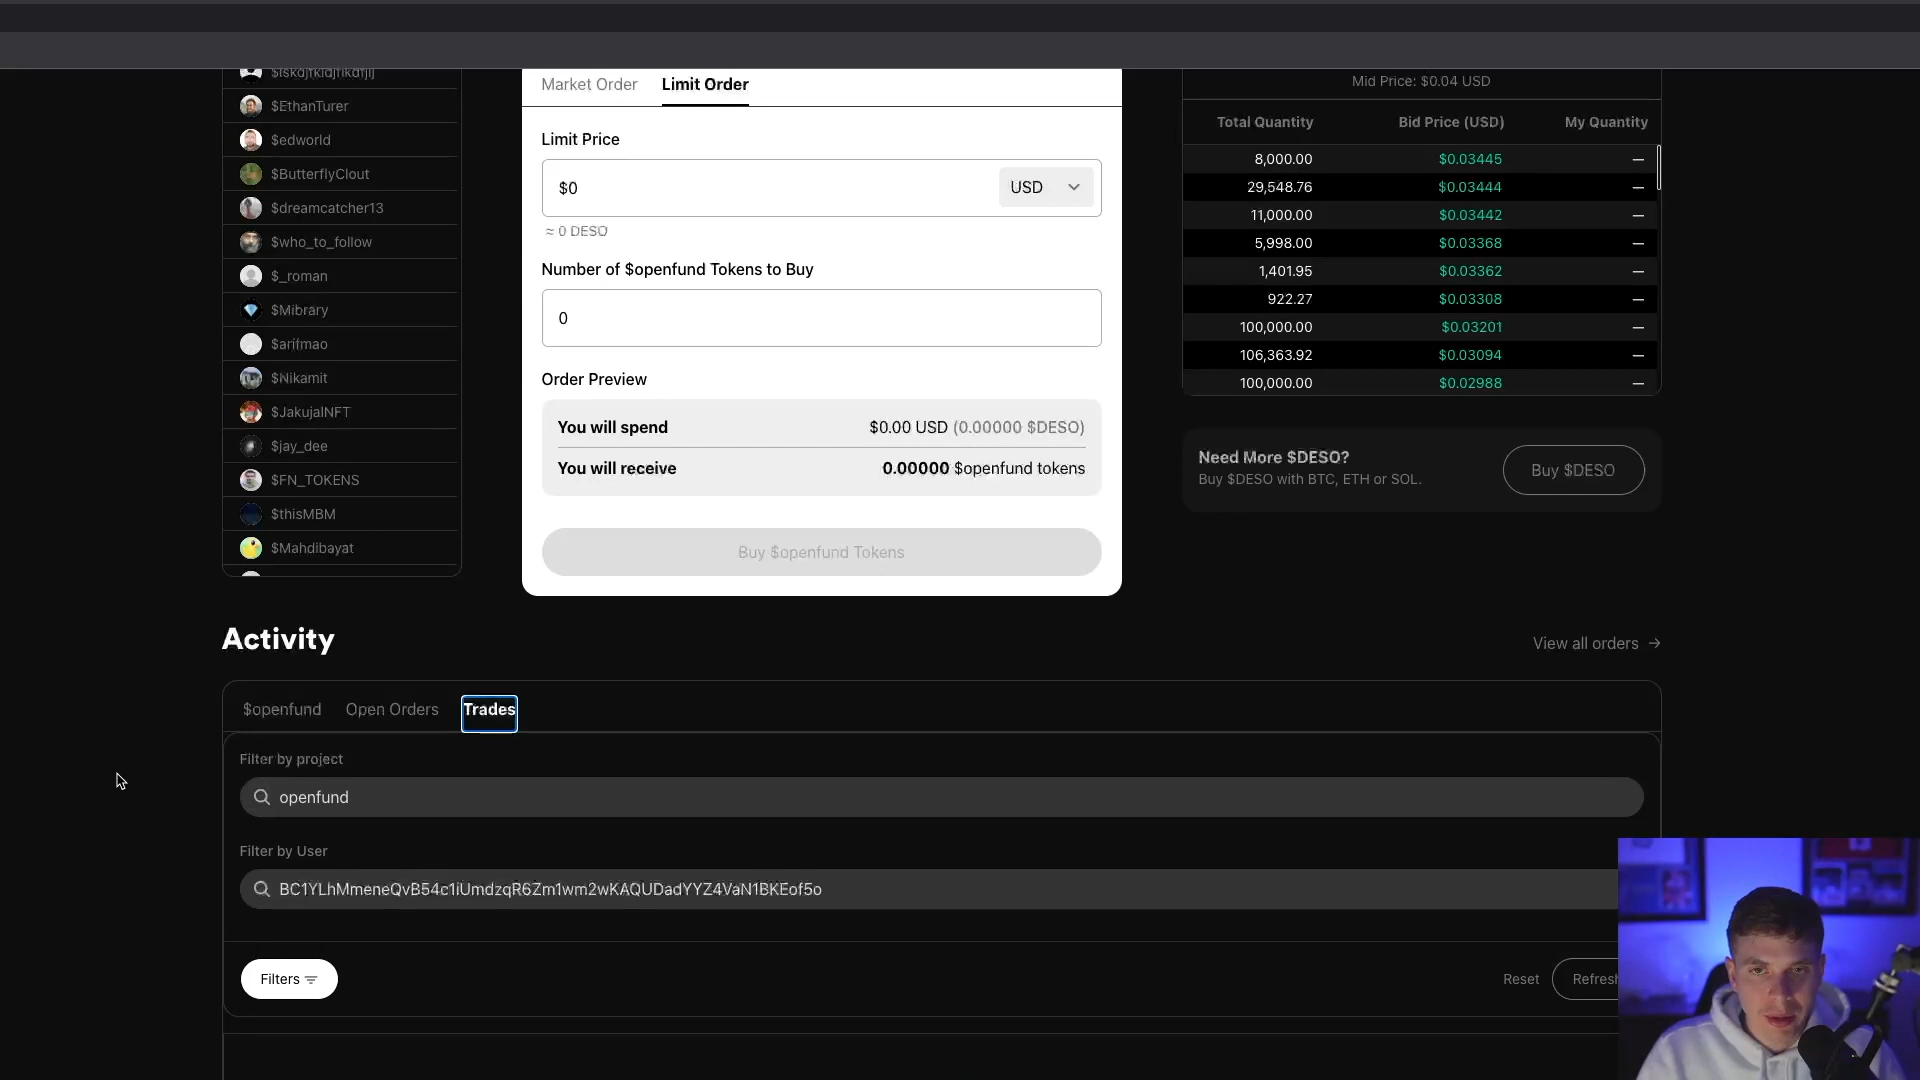 $EthanTurer
$edworld
$ButterflyClout
$dreamcatcher13
$who_to_follow
$_roman
$Mibrary
$arifmao
$Nikamit
$JakujaINFT
$jay_dee
$FN_TOKENS
$thisMBM
$Mahdibayat
Market Order
Limit Order
Limit Price
$0
USD
≈ 0 DESO
Number of $openfund Tokens to Buy
0
Order Preview
You will spend $0.00 USD (0.00000 $DESO)
You will receive 0.00000 $openfund tokens
Buy $openfund Tokens
Mid Price: $0.04 USD
Total Quantity Bid Price (USD) My Quantity
8,000.00 $0.03445 —
29,548.76 $0.03444 —
11,000.00 $0.03442 —
5,998.00 $0.03368 —
1,401.95 $0.03362 —
922.27 $0.03308 —
100,000.00 $0.03201 —
106,363.92 $0.03094 —
100,000.00 $0.02988 —
Need More $DESO?
Buy $DESO with BTC, ETH or SOL.
Buy $DESO
Activity
View all orders →
$openfund Open Orders Trades
Filter by project
openfund
Filter by User
BC1YLhMmeneQvB54c1iUmdzqR6Zm1wm2wKAQUDadYYZ4VaN1BKEof5o
Filters
Reset